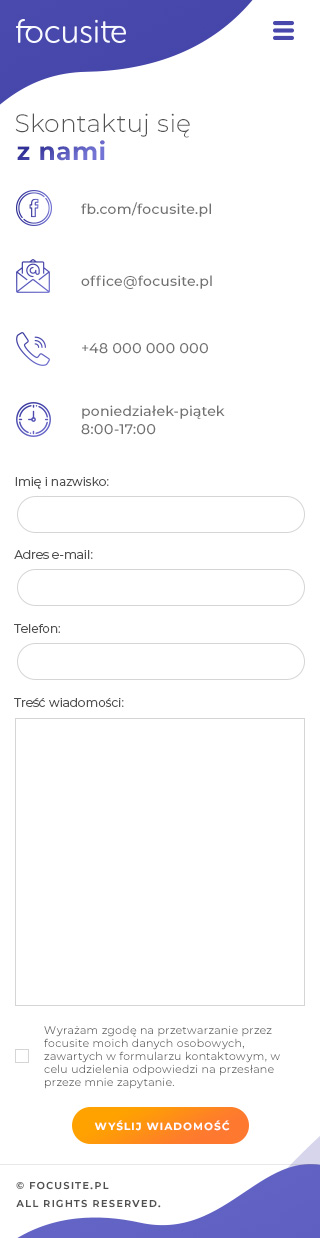 focusite
Skontaktuj się
z nami
fb.com/focusite.pl
office@focusite.pl
+48 000 000 000
poniedziałek-piątek
8:00-17:00
Imię i nazwisko:
Adres e-mail:
Telefon:
Treść wiadomości:
Wyrażam zgodę na przetwarzanie przez
focusite moich danych osobowych,
zawartych w formularzu kontaktowym, w
celu udzielenia odpowiedzi na przesłane
przeze mnie zapytanie.
WYŚLIJ WIADOMOŚĆ
© FOCUSITE.PL
ALL RIGHTS RESERVED.